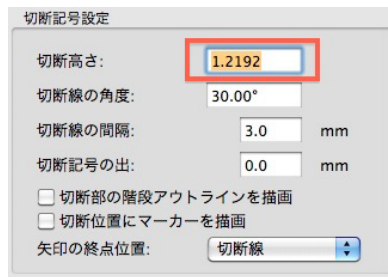 切断記号設定
切断高さ: 1.2192
切断線の角度: 30.00°
切断線の間隔: 3.0 mm
切断記号の出: 0.0 mm
切断部の階段アウトラインを描画
切断位置にマーカーを描画
矢印の終点位置: 切断線